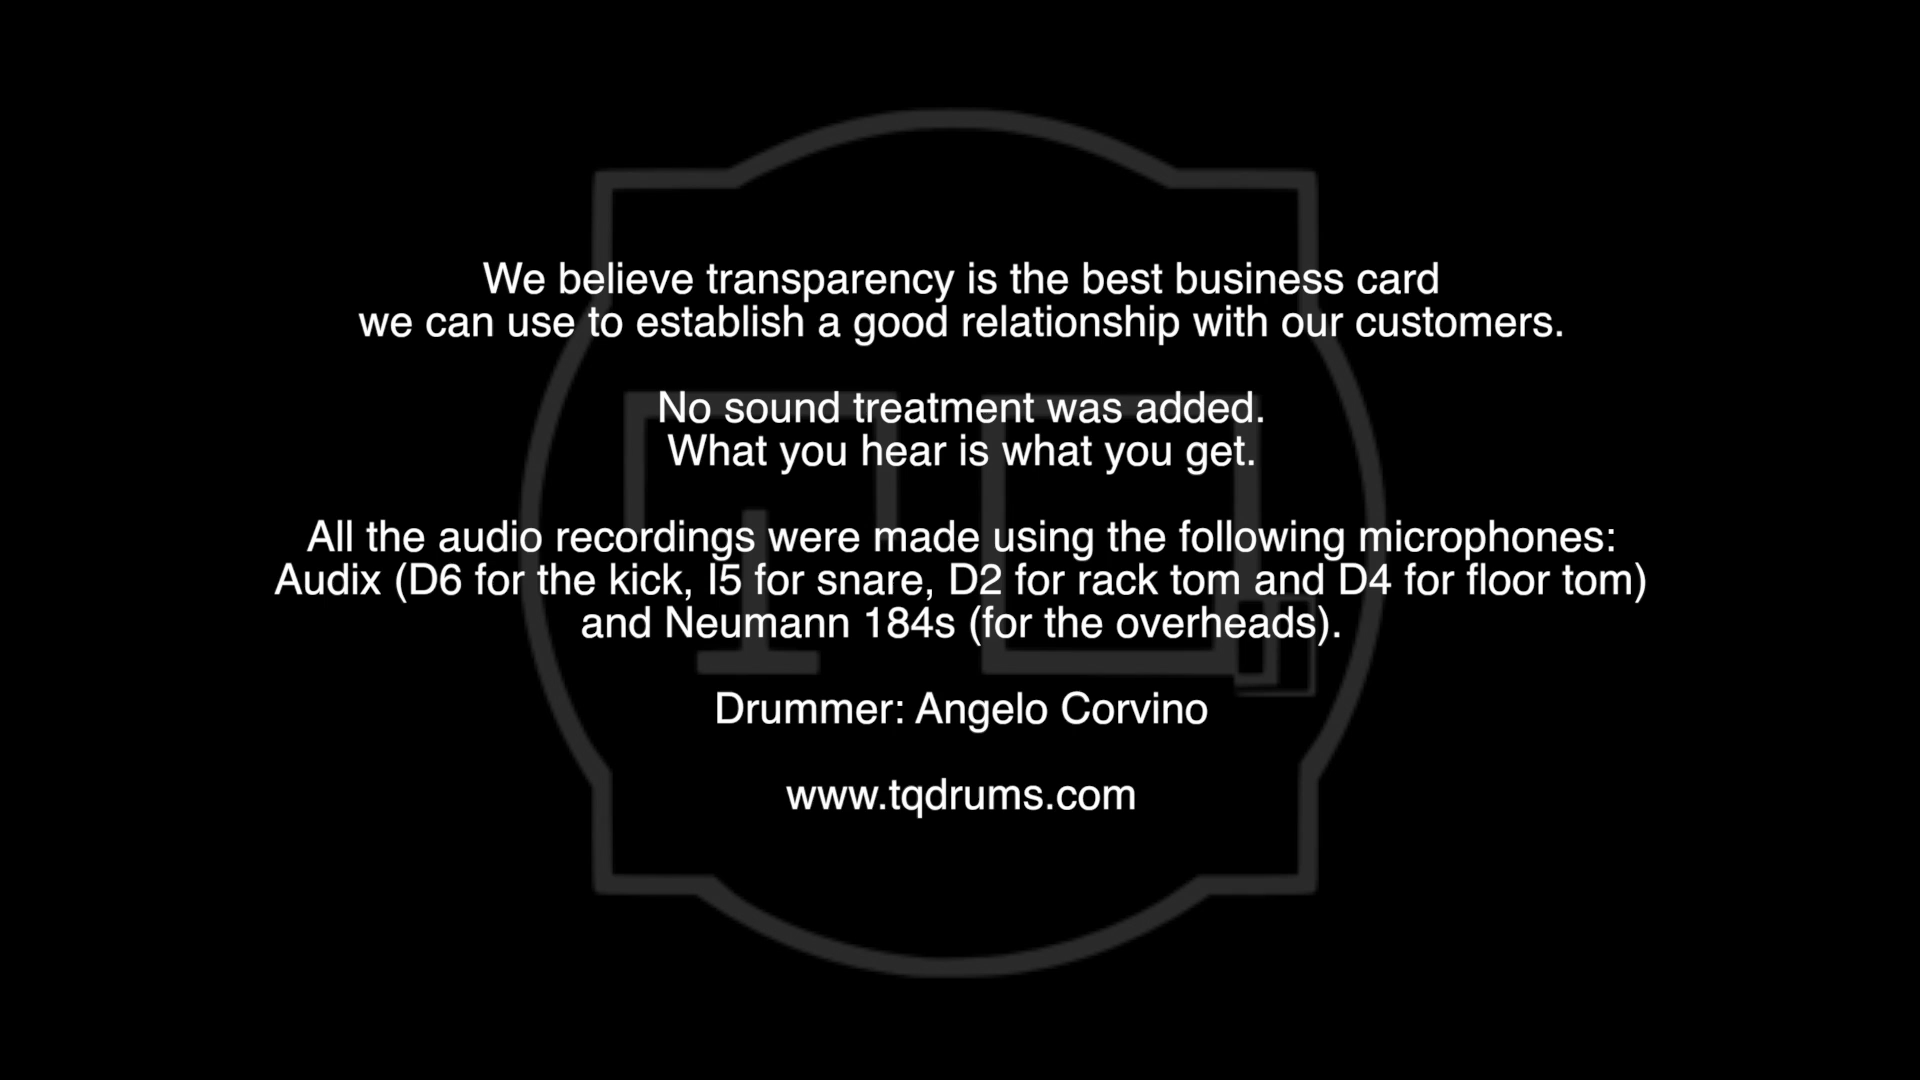 We believe transparency is the best business card
we can use to establish a good relationship with our customers.
No sound treatment was added.
What you hear is what you get.
All the audio recordings were made using the following microphones:
Audix (D6 for the kick, I5 for snare, D2 for rack tom and D4 for floor tom)
and Neumann 184s (for the overheads).
Drummer: Angelo Corvino
www.tqdrums.com
TQ